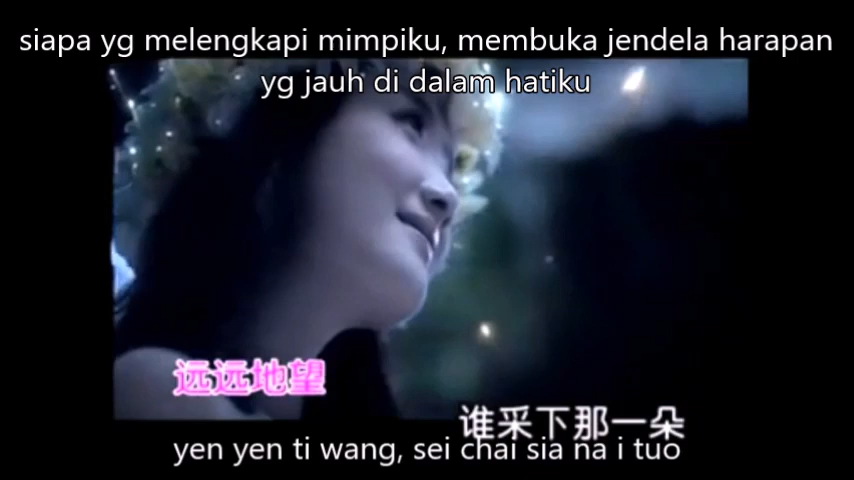 siapa yg melengkapi mimpiku, membuka jendela harapan
yg jauh di dalam hatiku
远远地望
谁采下那一朵
yen yen ti wang, sei chai sia na i tuo